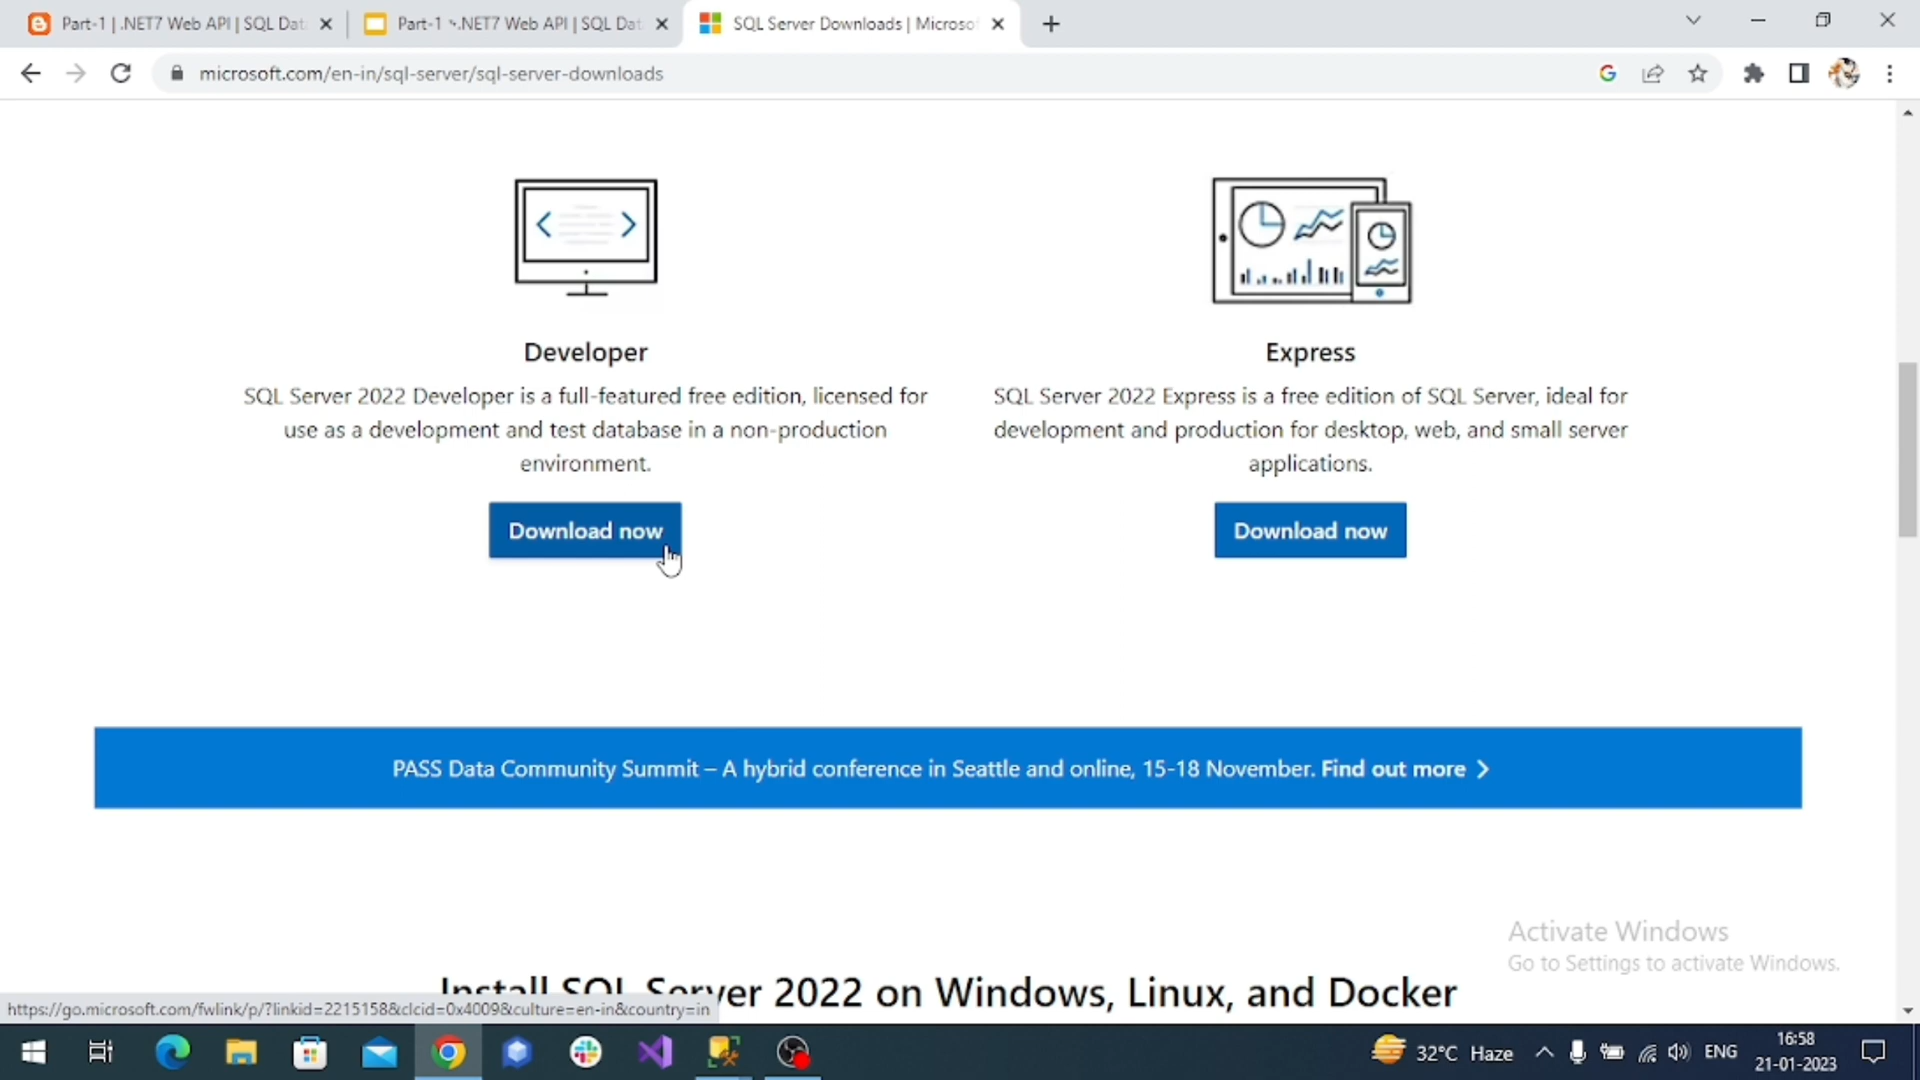 Part-1 | .NET7 Web API | SQL Dat
Part-1 ~.NET7 Web API | SQL Dat
SQL Server Downloads | Microsof
microsoft.com/en-in/sql-server/sql-server-downloads
Developer
SQL Server 2022 Developer is a full-featured free edition, licensed for
use as a development and test database in a non-production
environment.
Download now
Express
SQL Server 2022 Express is a free edition of SQL Server, ideal for
development and production for desktop, web, and small server
applications.
Download now
PASS Data Community Summit – A hybrid conference in Seattle and online, 15-18 November. Find out more
Activate Windows
Go to Settings to activate Windows.
Install SQL Server 2022 on Windows, Linux, and Docker
https://go.microsoft.com/fwlink/p/?linkid=2215158&clcid=0x4009&culture=en-in&country=in
32°C Haze
ENG
16:58
21-01-2023